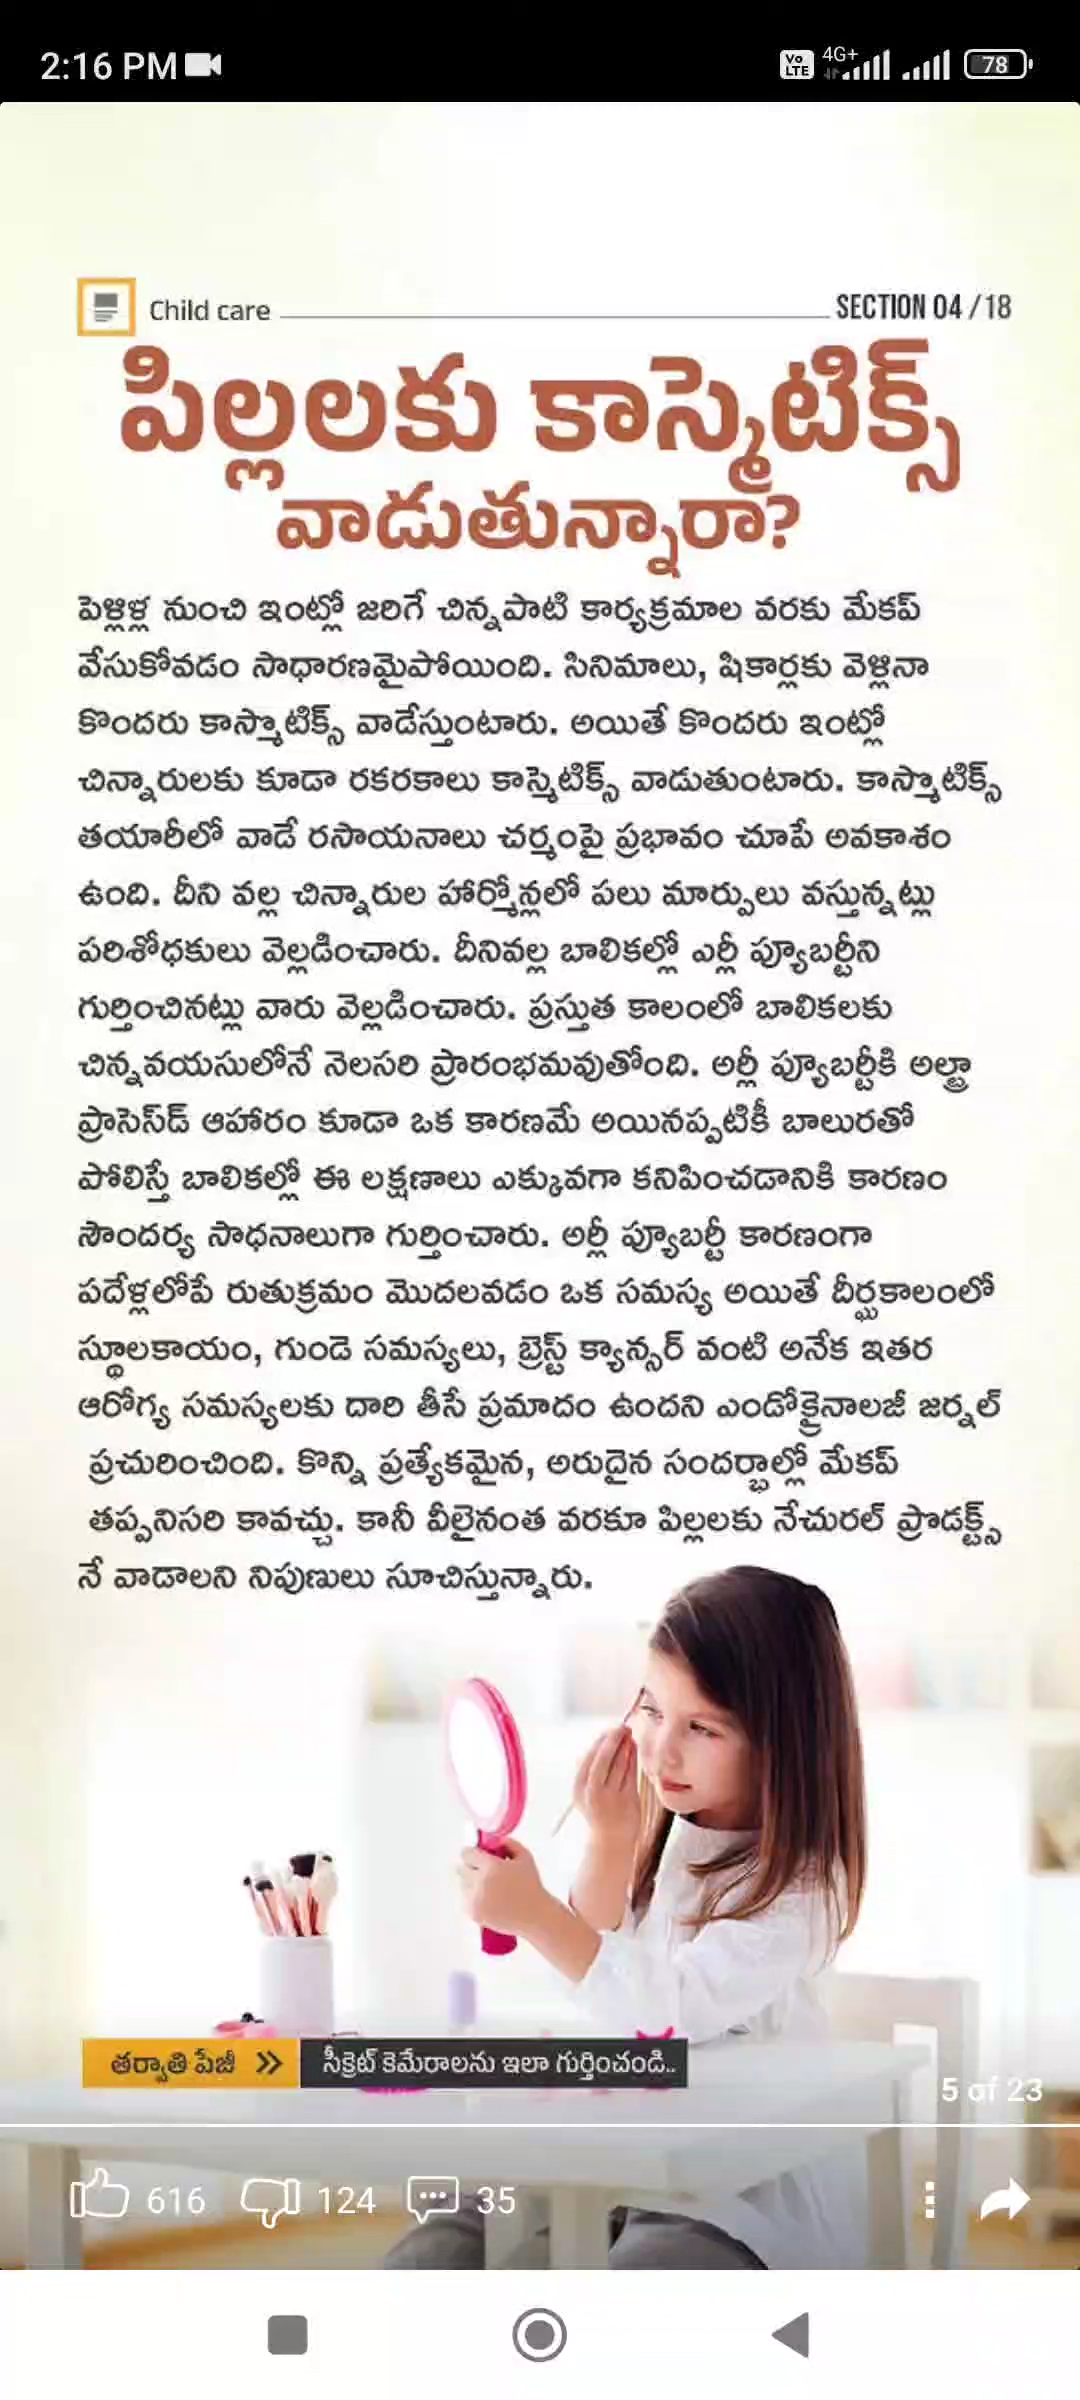 2:16 PM
Vo LTE 4G+ 78
Child care
SECTION 04 / 18
పిల్లలకు కాస్మెటిక్స్
వాడుతున్నారా?
పెళ్లిళ్ల నుంచి ఇంట్లో జరిగే చిన్నపాటి కార్యక్రమాల వరకు మేకప్
వేసుకోవడం సాధారణమైపోయింది. సినిమాలు, షికార్లకు వెళ్లినా
కొందరు కాస్మొటిక్స్ వాడేస్తుంటారు. అయితే కొందరు ఇంట్లో
చిన్నారులకు కూడా రకరకాలు కాస్మెటిక్స్ వాడుతుంటారు. కాస్మొటిక్స్
తయారీలో వాడే రసాయనాలు చర్మంపై ప్రభావం చూపే అవకాశం
ఉంది. దీని వల్ల చిన్నారుల హార్మోన్లలో పలు మార్పులు వస్తున్నట్లు
పరిశోధకులు వెల్లడించారు. దీనివల్ల బాలికల్లో ఎర్లీ ప్యూబర్టీని
గుర్తించినట్లు వారు వెల్లడించారు. ప్రస్తుత కాలంలో బాలికలకు
చిన్నవయసులోనే నెలసరి ప్రారంభమవుతోంది. అర్లీ ప్యూబర్టీకి అల్ట్రా
ప్రాసెస్‌డ్ ఆహారం కూడా ఒక కారణమే అయినప్పటికీ బాలురతో
పోలిస్తే బాలికల్లో ఈ లక్షణాలు ఎక్కువగా కనిపించడానికి కారణం
సౌందర్య సాధనాలుగా గుర్తించారు. అర్లీ ప్యూబర్టీ కారణంగా
పదేళ్లలోపే రుతుక్రమం మొదలవడం ఒక సమస్య అయితే దీర్ఘకాలంలో
స్థూలకాయం, గుండె సమస్యలు, బ్రెస్ట్ క్యాన్సర్ వంటి అనేక ఇతర
ఆరోగ్య సమస్యలకు దారి తీసే ప్రమాదం ఉందని ఎండోక్రైనాలజీ జర్నల్
ప్రచురించింది. కొన్ని ప్రత్యేకమైన, అరుదైన సందర్భాల్లో మేకప్
తప్పనిసరి కావచ్చు. కానీ వీలైనంత వరకూ పిల్లలకు నేచురల్ ప్రొడక్ట్స్
నే వాడాలని నిపుణులు సూచిస్తున్నారు.
తర్వాతి పేజీ >> సీక్రెట్ కెమేరాలను ఇలా గుర్తించండి..
5 of 23
616 124 35